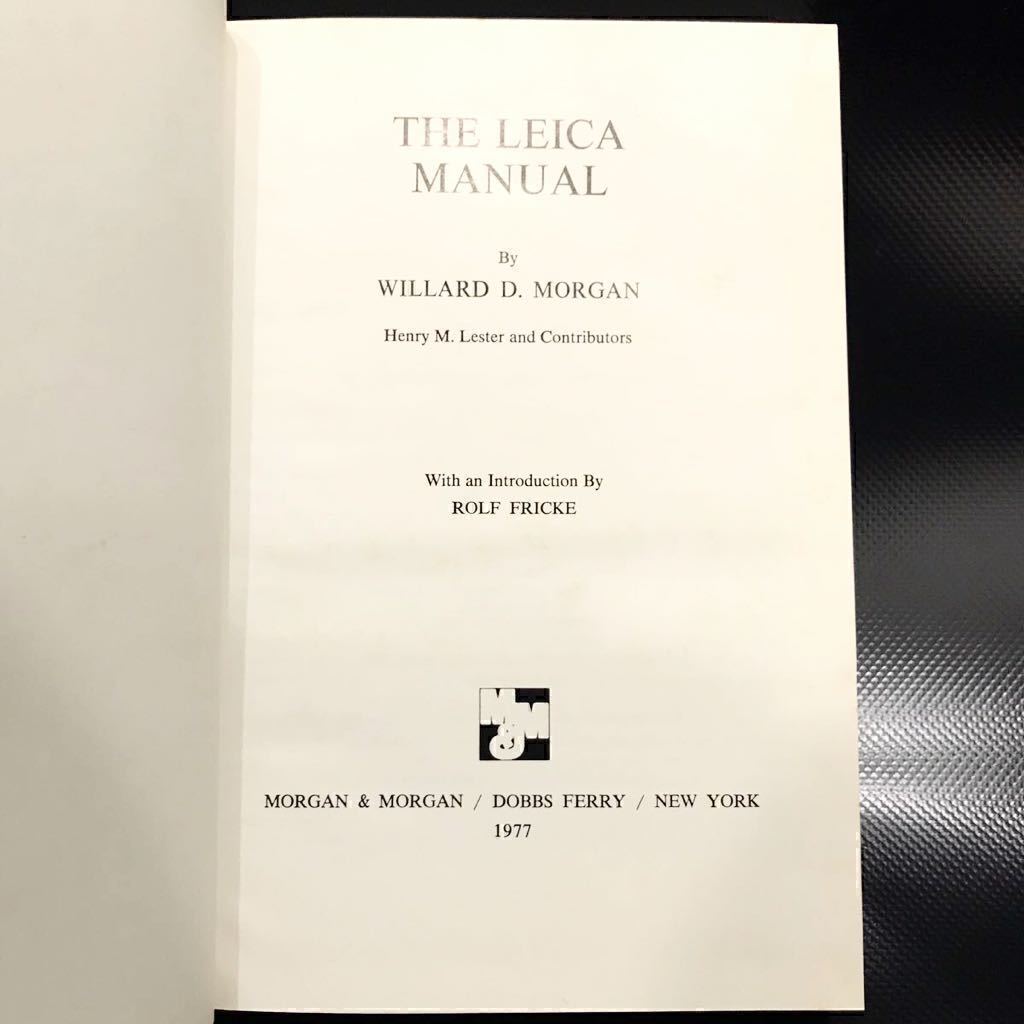 THE LEICA
MANUAL
By
WILLARD D. MORGAN
Henry M. Lester and Contributors
With an Introduction By
ROLF FRICKE
M&M
MORGAN & MORGAN / DOBBS FERRY / NEW YORK
1977